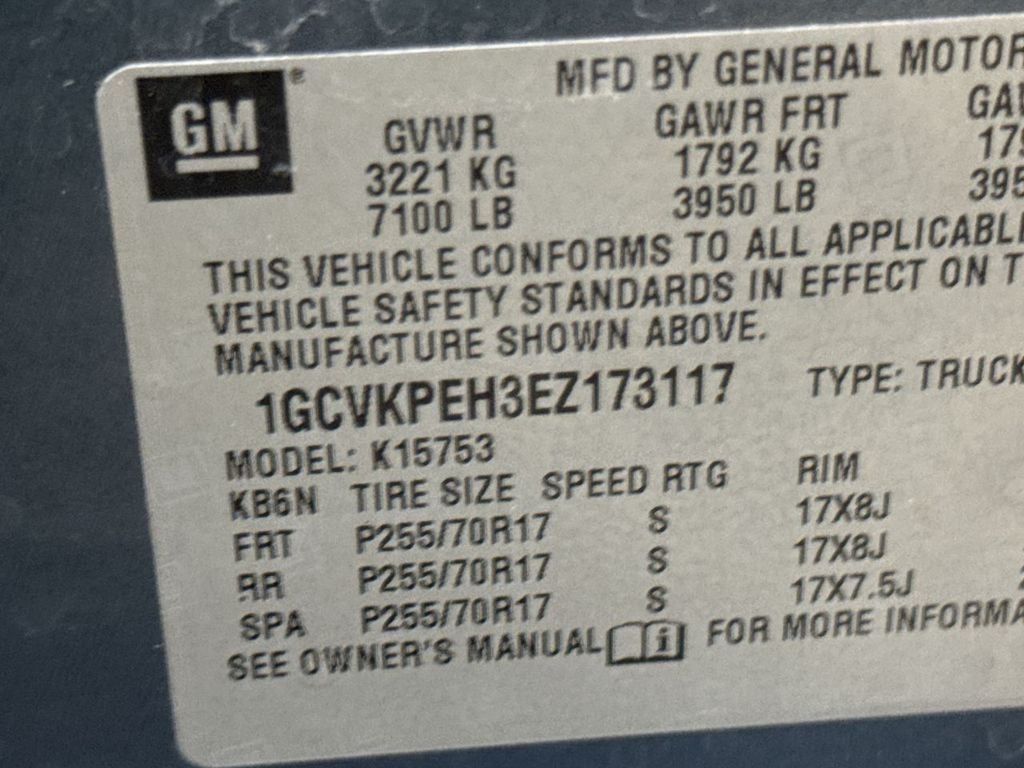 GM ®
MFD BY GENERAL MOTOR
GVWR GAWR FRT GA
3221 KG 1792 KG 179
7100 LB 3950 LB 395
THIS VEHICLE CONFORMS TO ALL APPLICABL
VEHICLE SAFETY STANDARDS IN EFFECT ON T
MANUFACTURE SHOWN ABOVE.
1GCVKPEH3EZ173117 TYPE: TRUCK
MODEL: K15753
KB6N TIRE SIZE SPEED RTG RIM
FRT P255/70R17 S 17X8J
RR P255/70R17 S 17X8J
SPA P255/70R17 S 17X7.5J
SEE OWNER'S MANUAL i FOR MORE INFORMA